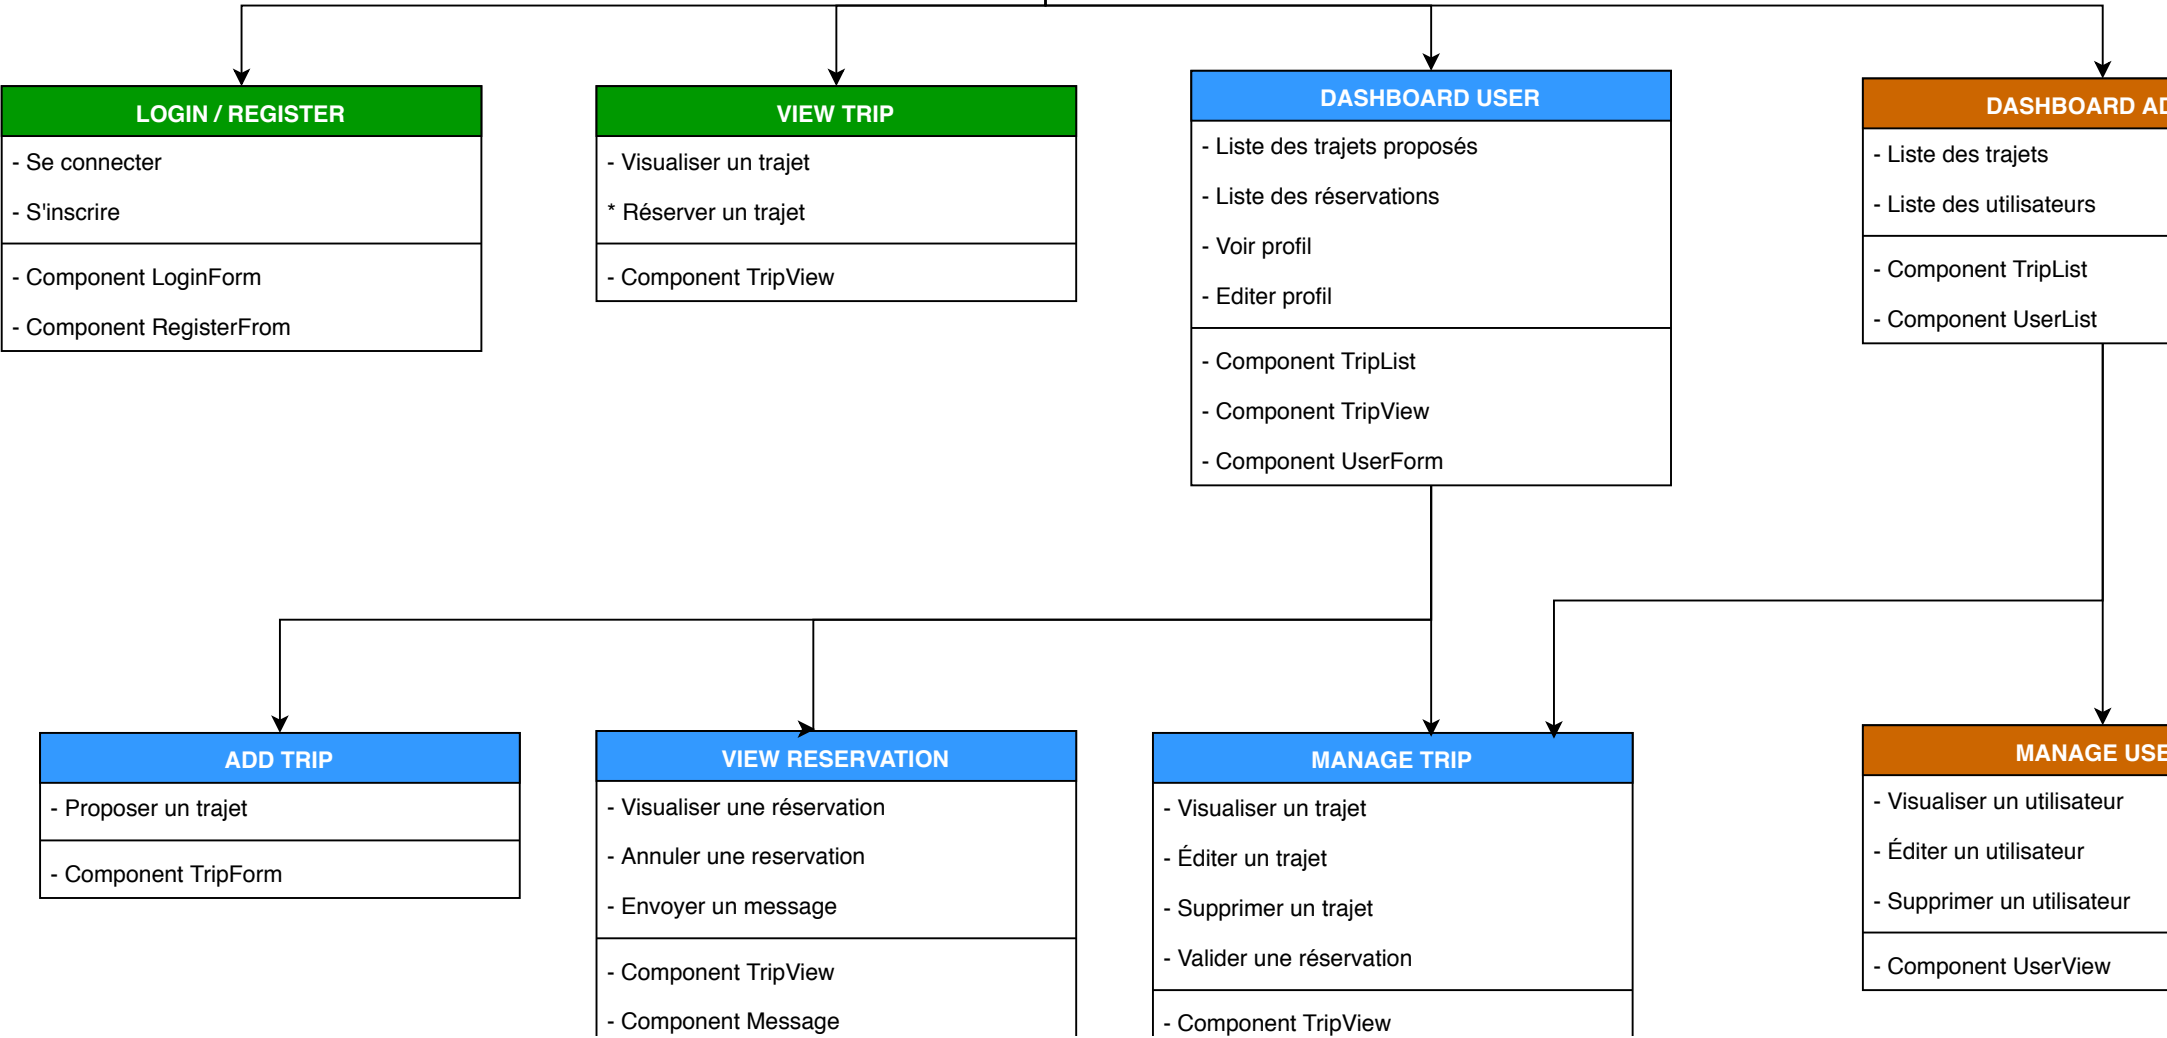 LOGIN / REGISTER
- Se connecter
- S'inscrire
- Component LoginForm
- Component RegisterFrom
VIEW TRIP
- Visualiser un trajet
* Réserver un trajet
- Component TripView
DASHBOARD USER
- Liste des trajets proposés
- Liste des réservations
- Voir profil
- Editer profil
- Component TripList
- Component TripView
- Component UserForm
DASHBOARD
- Liste des trajets
- Liste des utilisateurs
- Component TripList
- Component UserList
ADD TRIP
- Proposer un trajet
- Component TripForm
VIEW RESERVATION
- Visualiser une réservation
- Annuler une reservation
- Envoyer un message
- Component TripView
- Component Message
MANAGE TRIP
- Visualiser un trajet
- Éditer un trajet
- Supprimer un trajet
- Valider une réservation
- Component TripView
MANAGE
- Visualiser un utilisateur
- Éditer un utilisateur
- Supprimer un utilisateur
- Component UserView